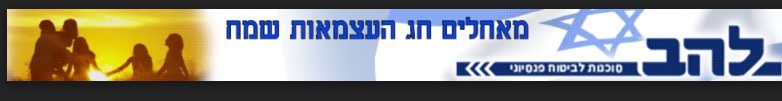 מאחלים חג העצמאות שמח
להב
סוכנות לביטוח פנסיוני